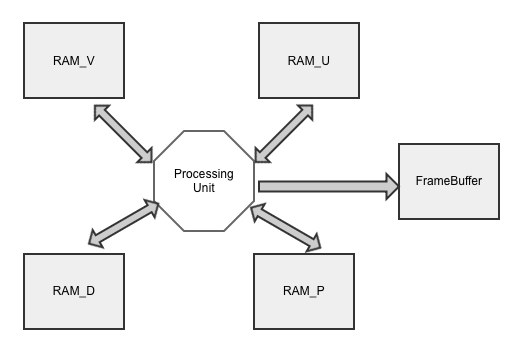 RAM_V
RAM_U
Processing
Unit
FrameBuffer
RAM_D
RAM_P